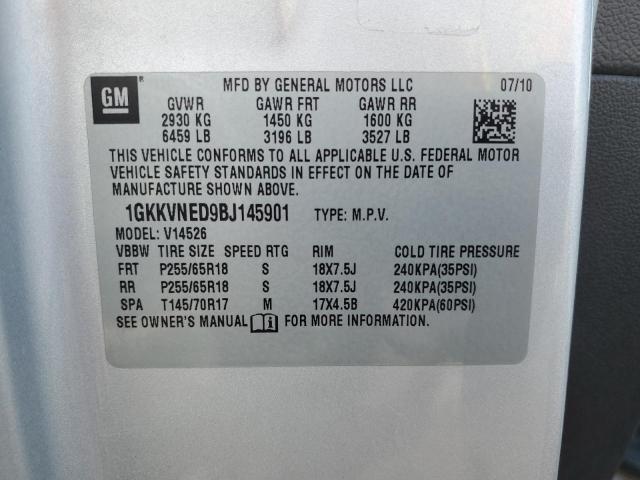 GM
MFD BY GENERAL MOTORS LLC 07/10
GVWR GAWR FRT GAWR RR
2930 KG 1450 KG 1600 KG
6459 LB 3196 LB 3527 LB
THIS VEHICLE CONFORMS TO ALL APPLICABLE U.S. FEDERAL MOTOR
VEHICLE SAFETY STANDARDS IN EFFECT ON THE DATE OF
MANUFACTURE SHOWN ABOVE.
1GKKVNED9BJ145901 TYPE: M.P.V.
MODEL: V14526
VBBW TIRE SIZE SPEED RTG RIM COLD TIRE PRESSURE
FRT P255/65R18 S 18X7.5J 240KPA(35PSI)
RR P255/65R18 S 18X7.5J 240KPA(35PSI)
SPA T145/70R17 M 17X4.5B 420KPA(60PSI)
SEE OWNER'S MANUAL FOR MORE INFORMATION.